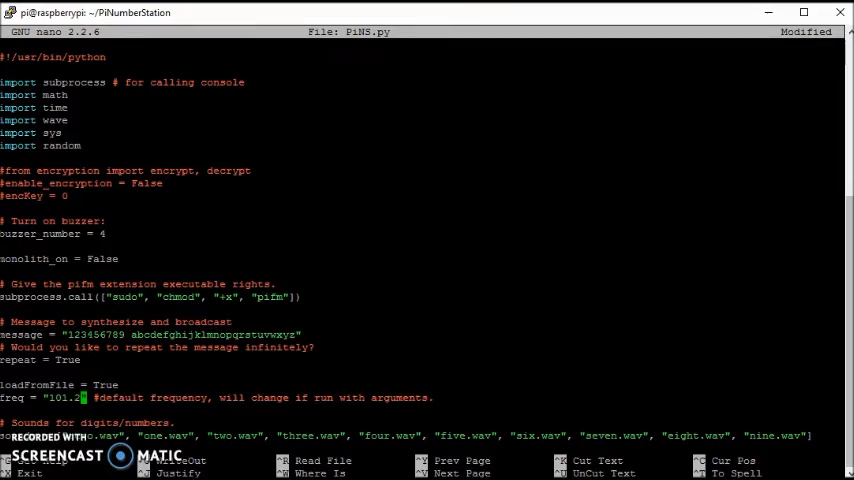 pi@raspberrypi: ~/PiNumberStation
GNU nano 2.2.6 File: PiNS.py Modified
#!/usr/bin/python
import subprocess # for calling console
import math
import time
import wave
import sys
import random
#from encryption import encrypt, decrypt
#enable_encryption = False
#encKey = 0
# Turn on buzzer:
buzzer_number = 4
monolith_on = False
# Give the pifm extension executable rights.
subprocess.call(["sudo", "chmod", "+x", "pifm"])
# Message to synthesize and broadcast
message = "123456789 abcdefghijklmnopqrstuvwxyz"
# Would you like to repeat the message infinitely?
repeat = True
loadFromFile = True
freq = "101.2" #default frequency, will change if run with arguments.
# Sounds for digits/numbers.
"one.wav", "two.wav", "three.wav", "four.wav", "five.wav", "six.wav", "seven.wav", "eight.wav", "nine.wav"]
RECORDED WITH
SCREENCAST MATIC
^R Read File ^Y Prev Page ^K Cut Text ^C Cur Pos
^X Exit ^J Justify ^W Where Is ^V Next Page ^U UnCut Text ^T To Spell